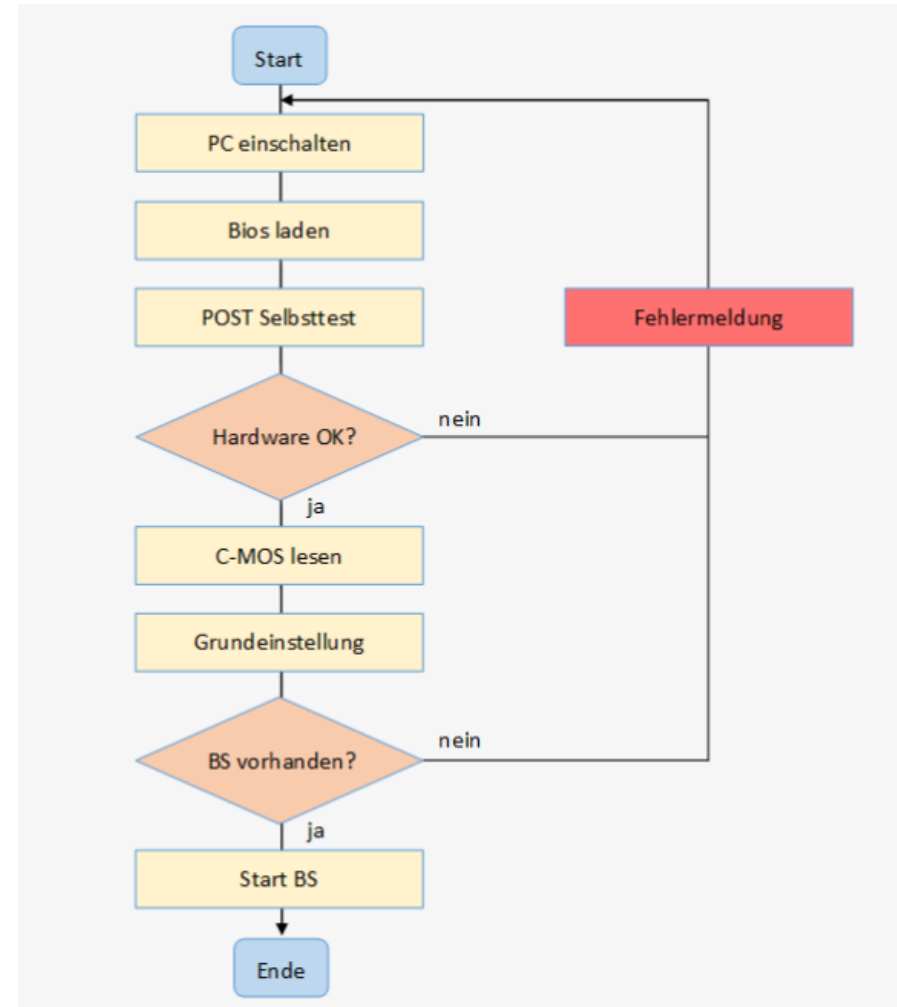 Start
PC einschalten
Bios laden
POST Selbsttest
Fehlermeldung
Hardware OK?
nein
ja
C-MOS lesen
Grundeinstellung
BS vorhanden?
nein
ja
Start BS
Ende